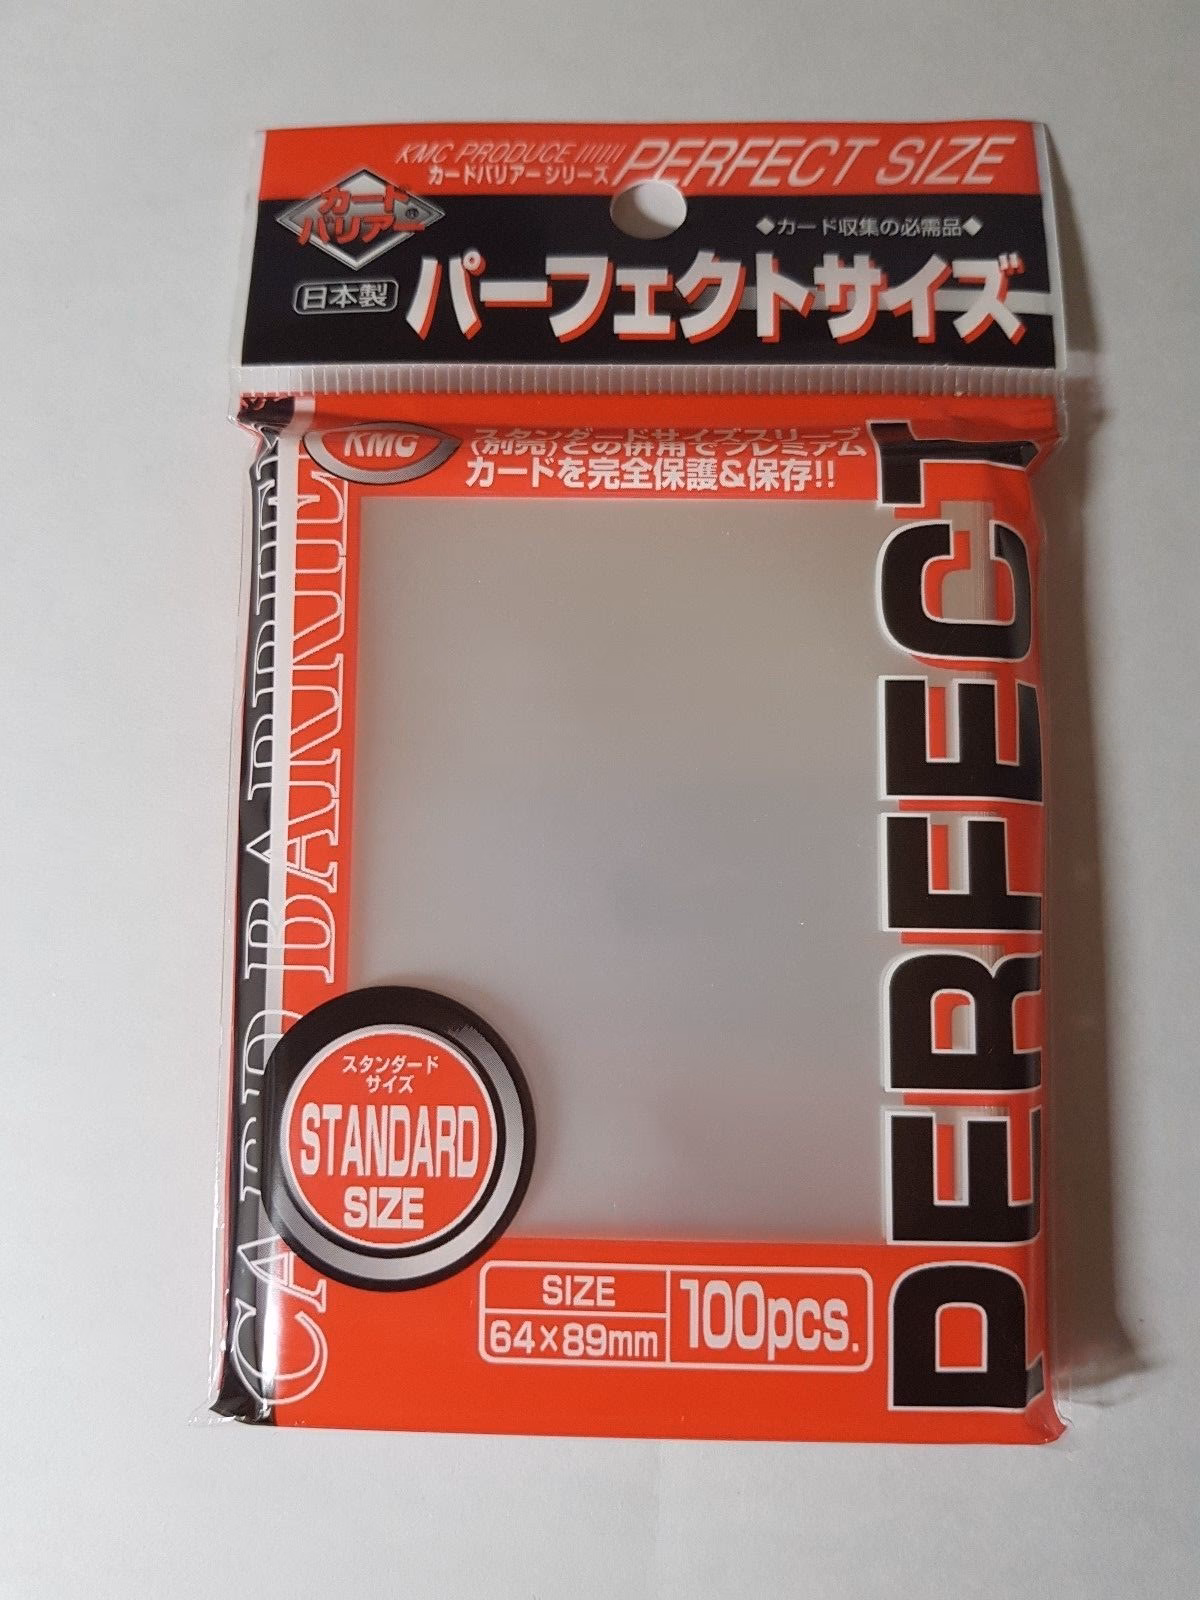 KMC PRODUCE ////// PERFECT SIZE
カードバリアーシリーズ
カード
バリアー®
◆カード収集の必需品◆
日本製
パーフェクトサイズ
KMC
スタンダードサイズスリーブ
(別売)との併用でプレミアム
カードを完全保護&保存!!
CARD BARRIER
PERFECT
スタンダード
サイズ
STANDARD
SIZE
SIZE
64×89mm
100pcs.